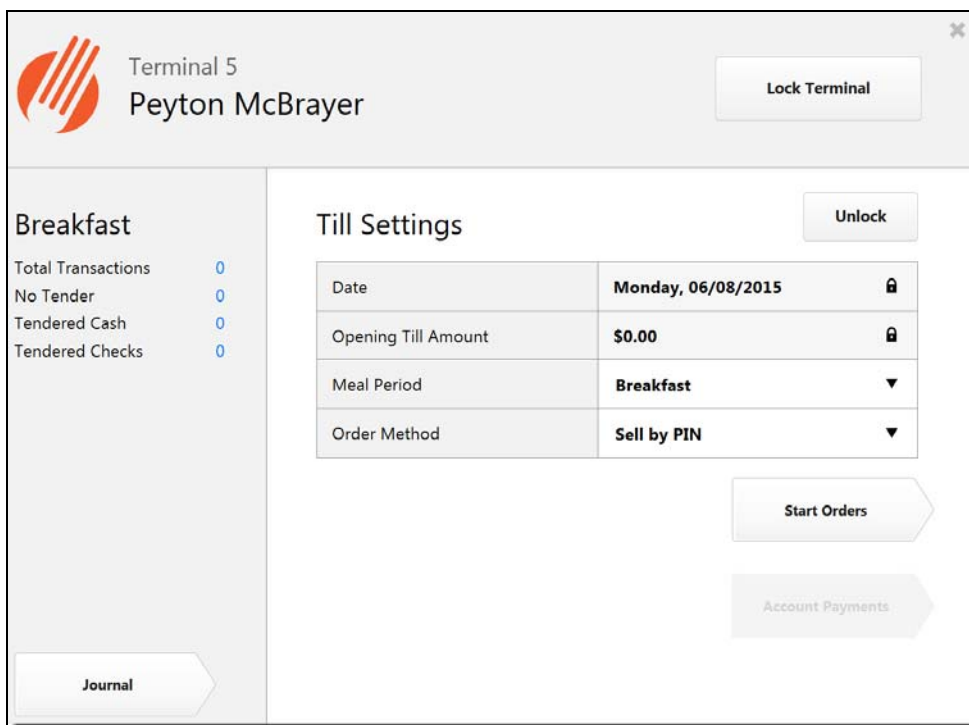 Terminal 5
Peyton McBrayer
Lock Terminal
Breakfast
Total Transactions 0
No Tender 0
Tendered Cash 0
Tendered Checks 0
Journal
Till Settings
Unlock
Date Monday, 06/08/2015
Opening Till Amount $0.00
Meal Period Breakfast
Order Method Sell by PIN
Start Orders
Account Payments